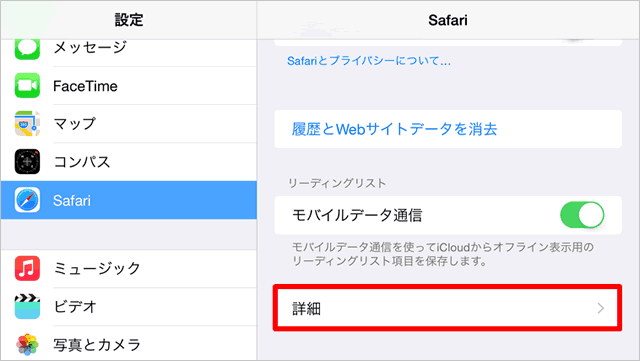 設定
メッセージ
FaceTime
マップ
コンパス
Safari
ミュージック
ビデオ
写真とカメラ
Safari
Safariとプライバシーについて...
履歴とWebサイトデータを消去
リーディングリスト
モバイルデータ通信
モバイルデータ通信を使ってiCloudからオフライン表示用の
リーディングリスト項目を保存します。
詳細